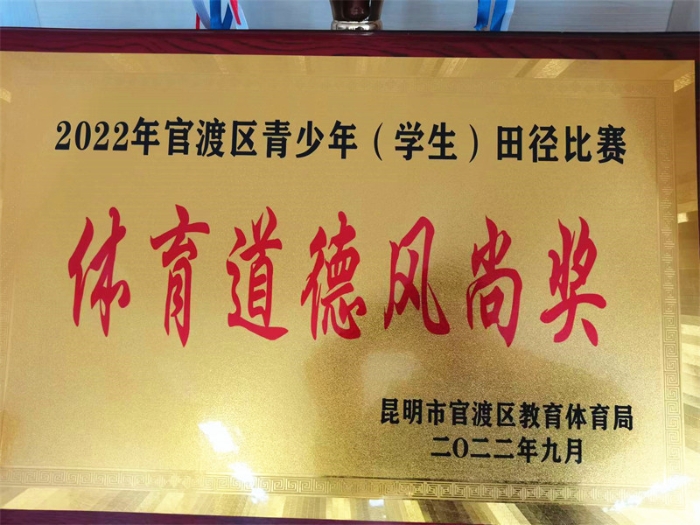 2022年官渡区青少年（学生）田径比赛
体育道德风尚奖
昆明市官渡区教育体育局
二〇二二年九月